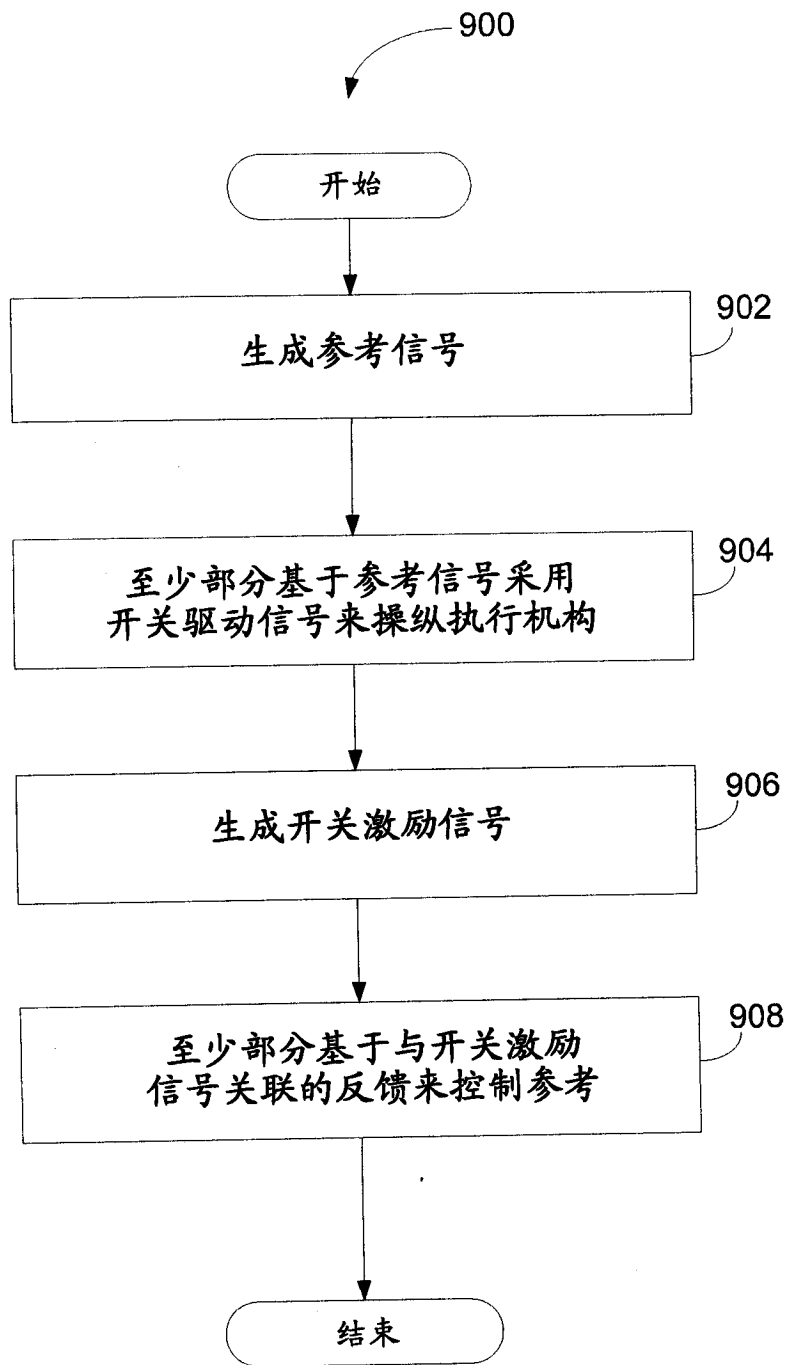 900
开始
902
生成参考信号
904
至少部分基于参考信号采用
开关驱动信号来操纵执行机构
906
生成开关激励信号
908
至少部分基于与开关激励
信号关联的反馈来控制参考
结束